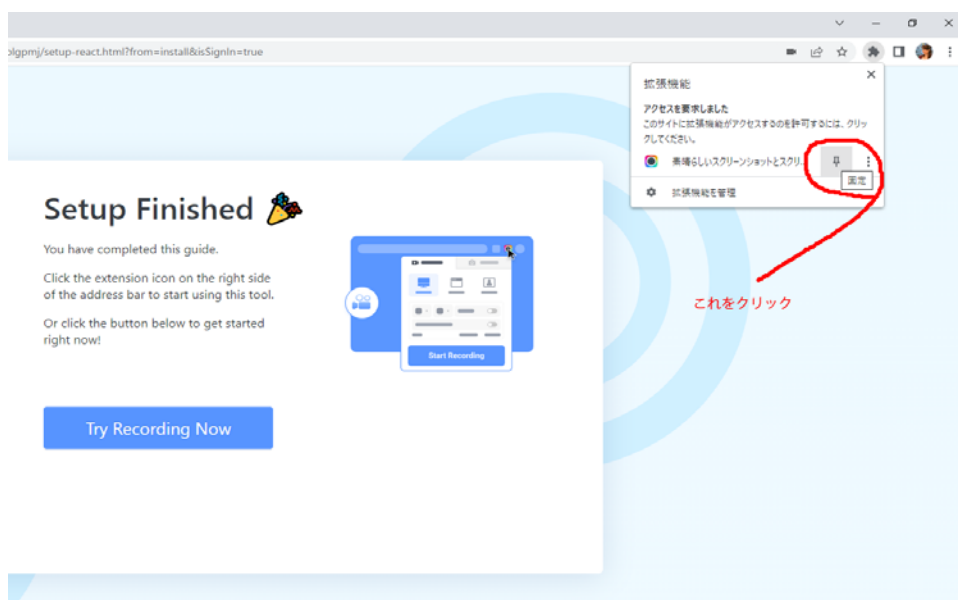 olgpmj/setup-react.html?from=install&isSignIn=true
拡張機能
アクセスを要求しました
このサイトに拡張機能がアクセスするのを許可するには、クリッ
クしてください。
素晴らしいスクリーンショットとスクリ...
固定
拡張機能を管理
これをクリック
Setup Finished
You have completed this guide.
Click the extension icon on the right side
of the address bar to start using this tool.
Or click the button below to get started
right now!
Start Recording
Try Recording Now